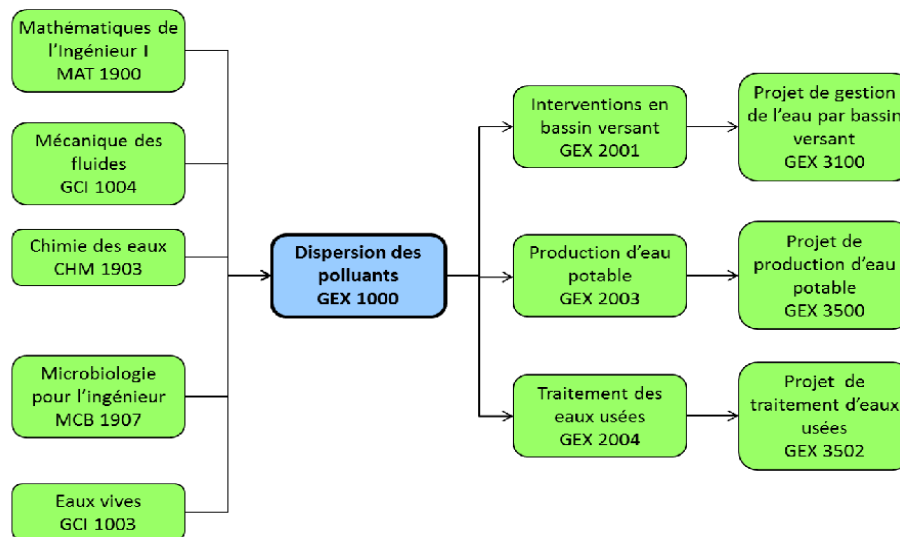 Mathématiques de
l'Ingénieur I
MAT 1900
Mécanique des
fluides
GCI 1004
Chimie des eaux
CHM 1903
Microbiologie
pour l'ingénieur
MCB 1907
Eaux vives
GCI 1003
Dispersion des
polluants
GEX 1000
Interventions en
bassin versant
GEX 2001
Production d'eau
potable
GEX 2003
Traitement des
eaux usées
GEX 2004
Projet de gestion
de l'eau par bassin
versant
GEX 3100
Projet de
production d'eau
potable
GEX 3500
Projet de
traitement d'eaux
usées
GEX 3502